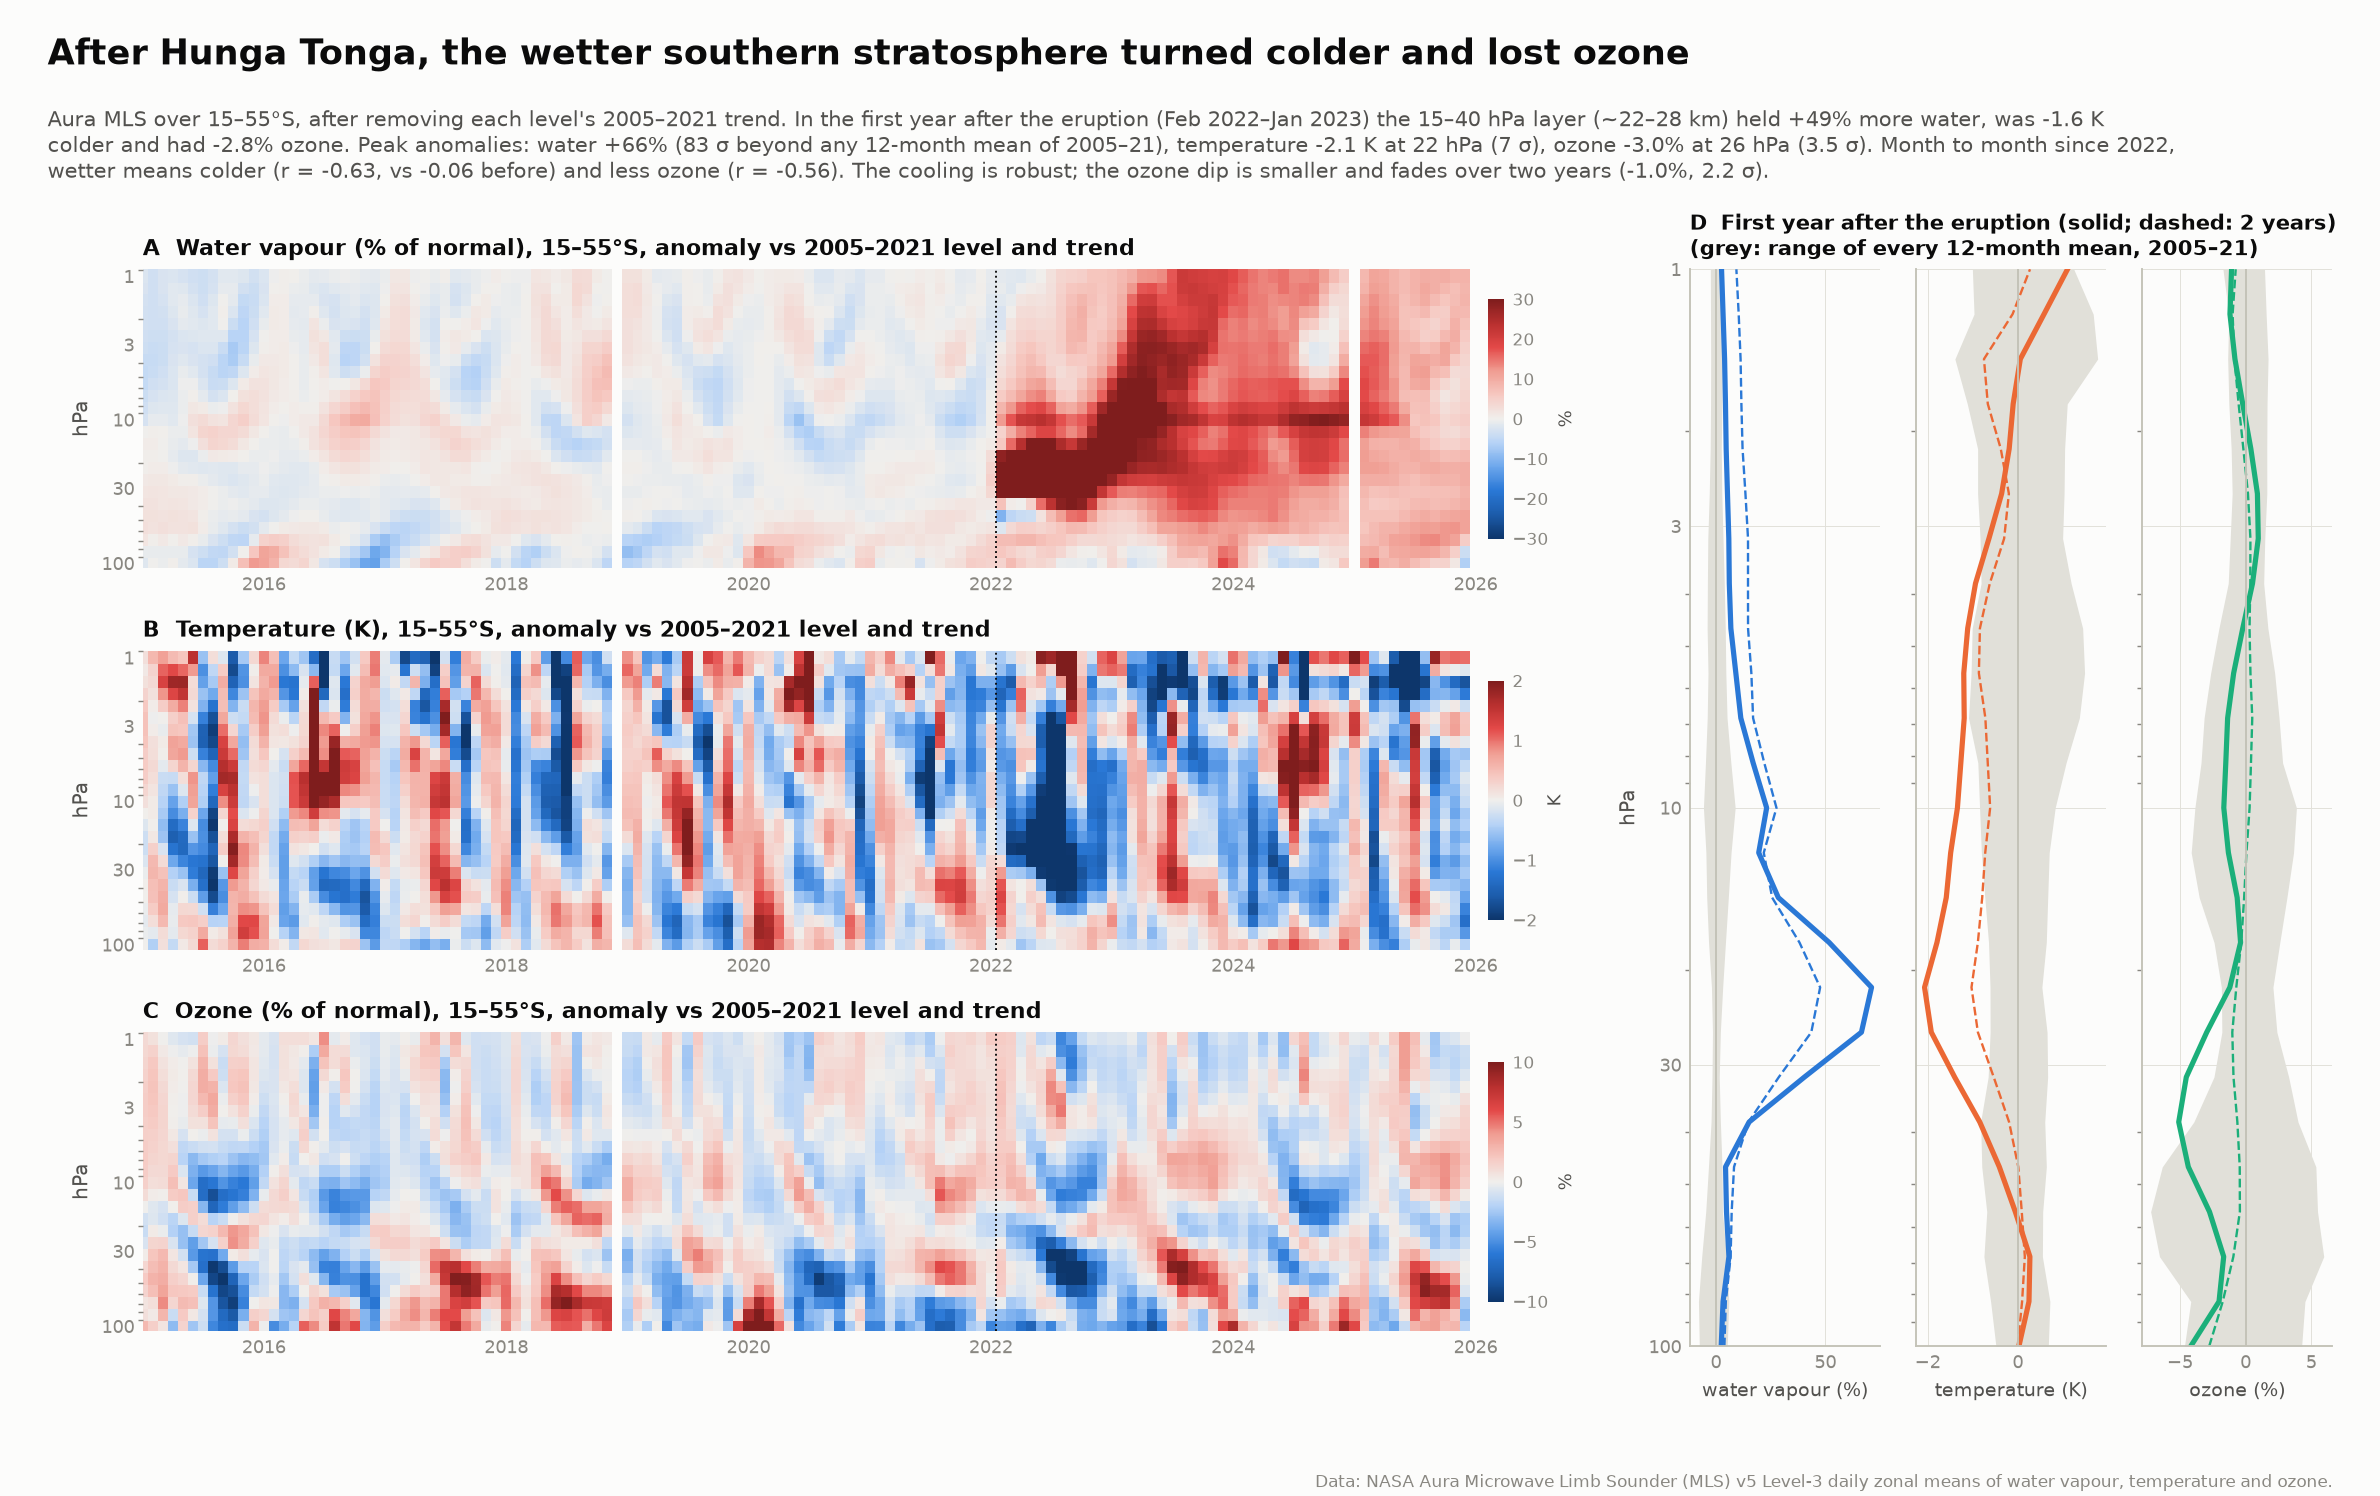 After Hunga Tonga, the wetter southern stratosphere turned colder and lost ozone
Aura MLS over 15–55°S, after removing each level's 2005–2021 trend. In the first year after the eruption (Feb 2022–Jan 2023) the 15–40 hPa layer (~22–28 km) held +49% more water, was -1.6 K
colder and had -2.8% ozone. Peak anomalies: water +66% (83 σ beyond any 12-month mean of 2005–21), temperature -2.1 K at 22 hPa (7 σ), ozone -3.0% at 26 hPa (3.5 σ). Month to month since 2022,
wetter means colder (r = -0.63, vs -0.06 before) and less ozone (r = -0.56). The cooling is robust; the ozone dip is smaller and fades over two years (-1.0%, 2.2 σ).
A Water vapour (% of normal), 15–55°S, anomaly vs 2005–2021 level and trend
hPa
1
3
10
30
100
2016 2018 2020 2022 2024 2026
30
20
10
0
−10
−20
−30
%
B Temperature (K), 15–55°S, anomaly vs 2005–2021 level and trend
hPa
1
3
10
30
100
2016 2018 2020 2022 2024 2026
2
1
0
−1
−2
K
C Ozone (% of normal), 15–55°S, anomaly vs 2005–2021 level and trend
hPa
1
3
10
30
100
2016 2018 2020 2022 2024 2026
10
5
0
−5
−10
%
D First year after the eruption (solid; dashed: 2 years)
(grey: range of every 12-month mean, 2005–21)
hPa
1
3
10
30
100
0 50
water vapour (%)
−2 0
temperature (K)
−5 0 5
ozone (%)
Data: NASA Aura Microwave Limb Sounder (MLS) v5 Level-3 daily zonal means of water vapour, temperature and ozone.